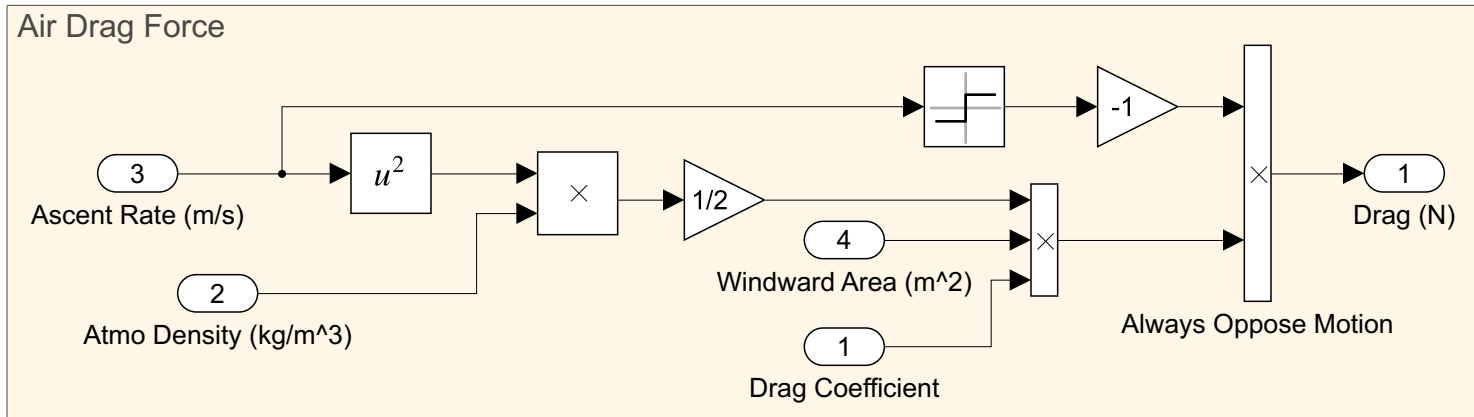 Air Drag Force
-1
3
Ascent Rate (m/s)
u²
×
1/2
2
Atmo Density (kg/m^3)
4
Windward Area (m^2)
1
Drag Coefficient
×
×
Always Oppose Motion
1
Drag (N)